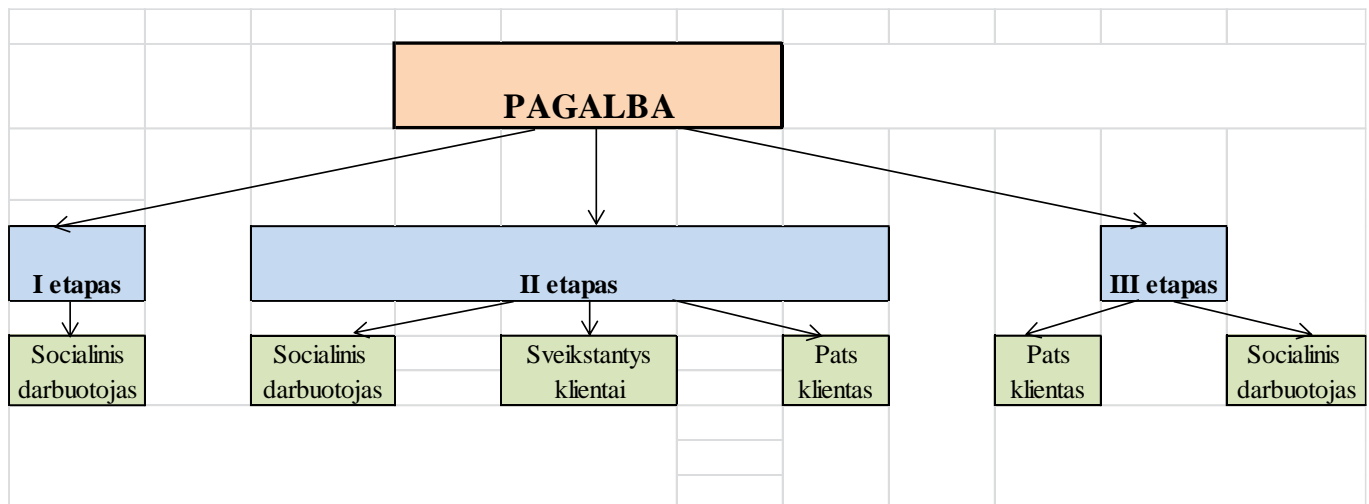 PAGALBA
I etapas
II etapas
III etapas
Socialinis
darbuotojas
Socialinis
darbuotojas
Sveikstantys
klientai
Pats
klientas
Pats
klientas
Socialinis
darbuotojas